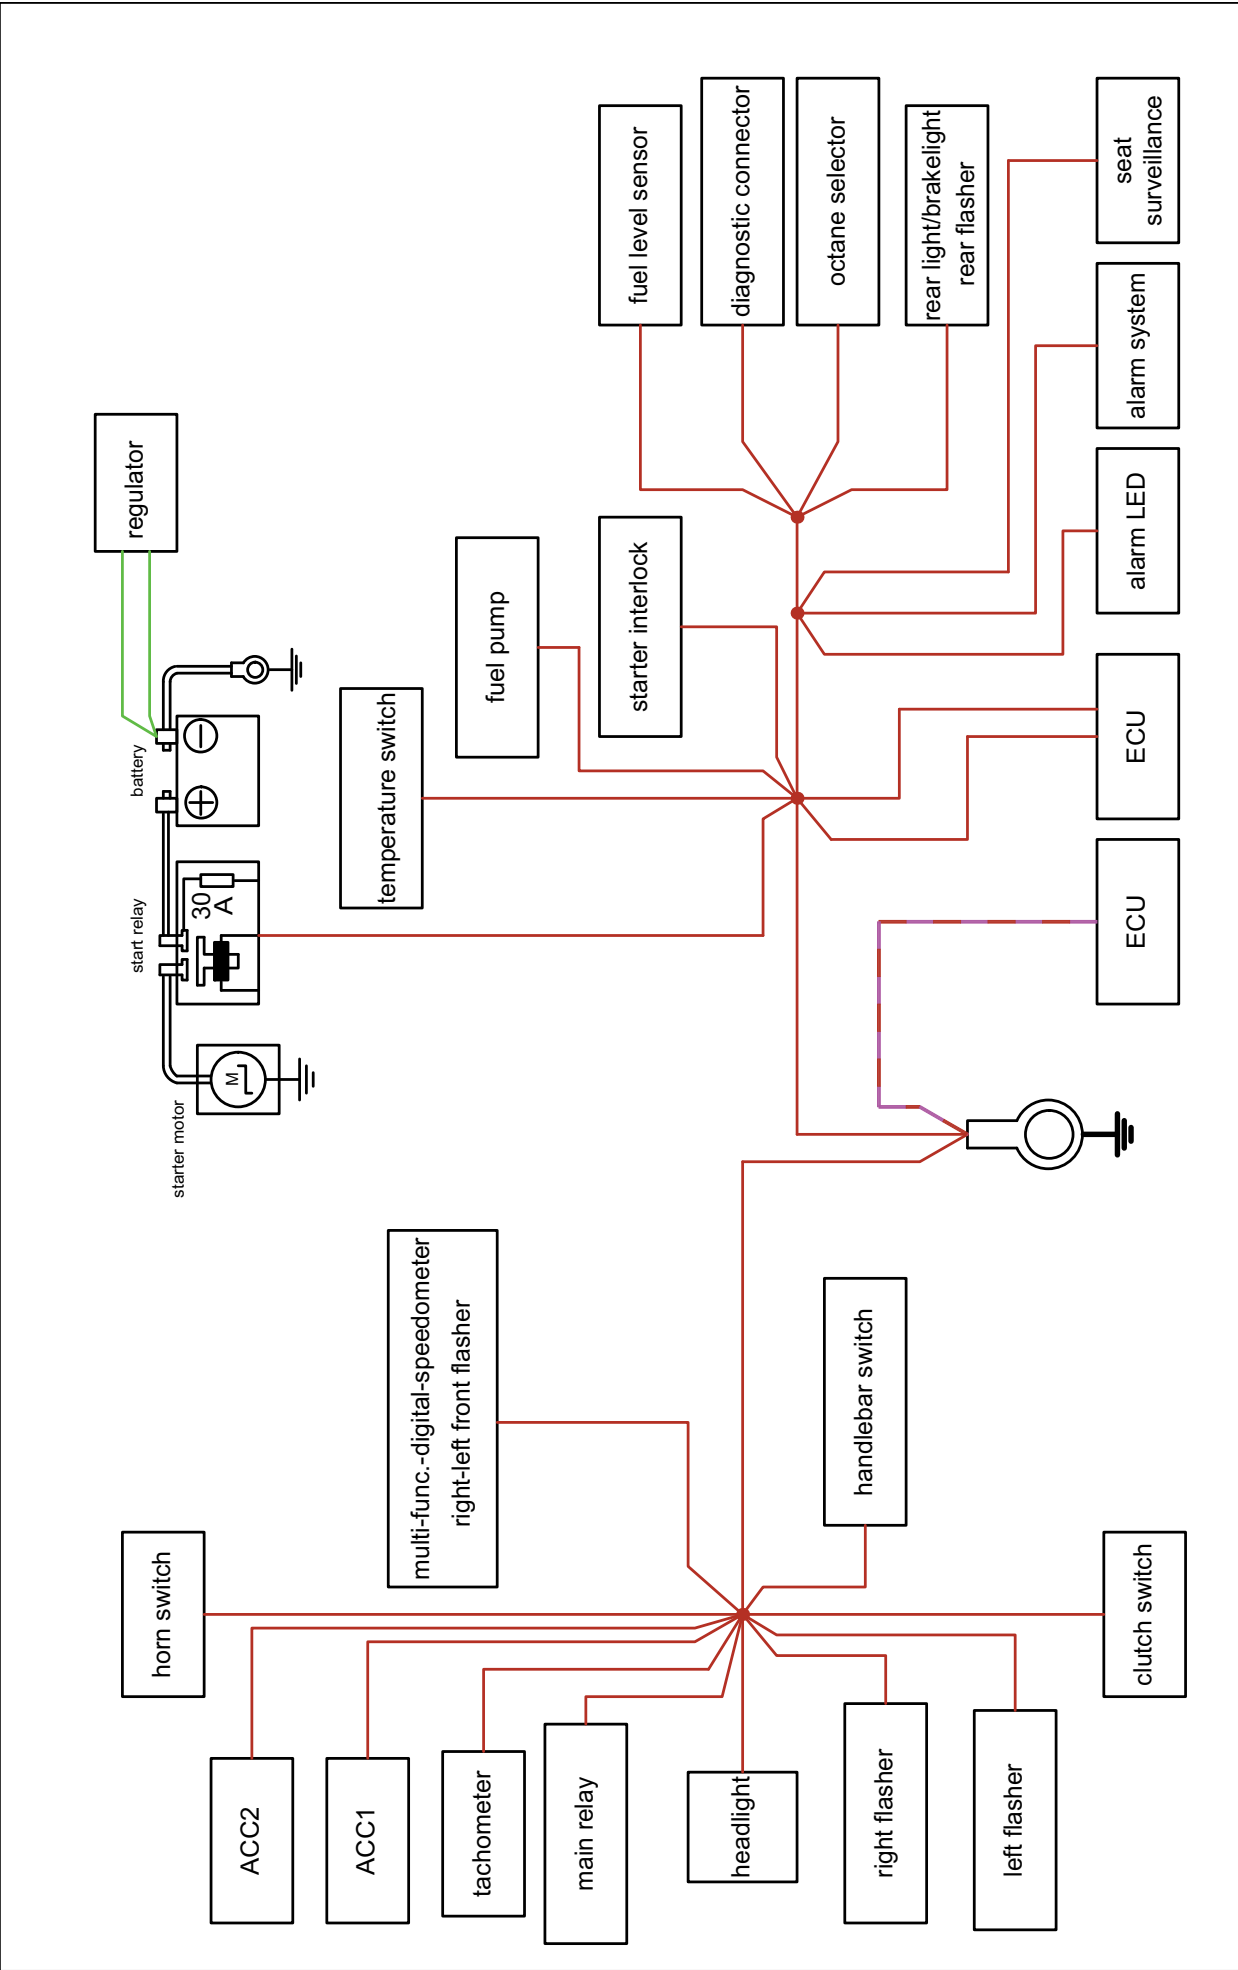 regulator
battery
start relay
30
A
M
starter motor
temperature switch
fuel pump
starter interlock
fuel level sensor
diagnostic connector
octane selector
rear light/brakelight
rear flasher
seat
surveillance
alarm system
alarm LED
ECU
ECU
multi-func.-digital-speedometer
right-left front flasher
handlebar switch
horn switch
clutch switch
ACC2
ACC1
tachometer
main relay
headlight
right flasher
left flasher